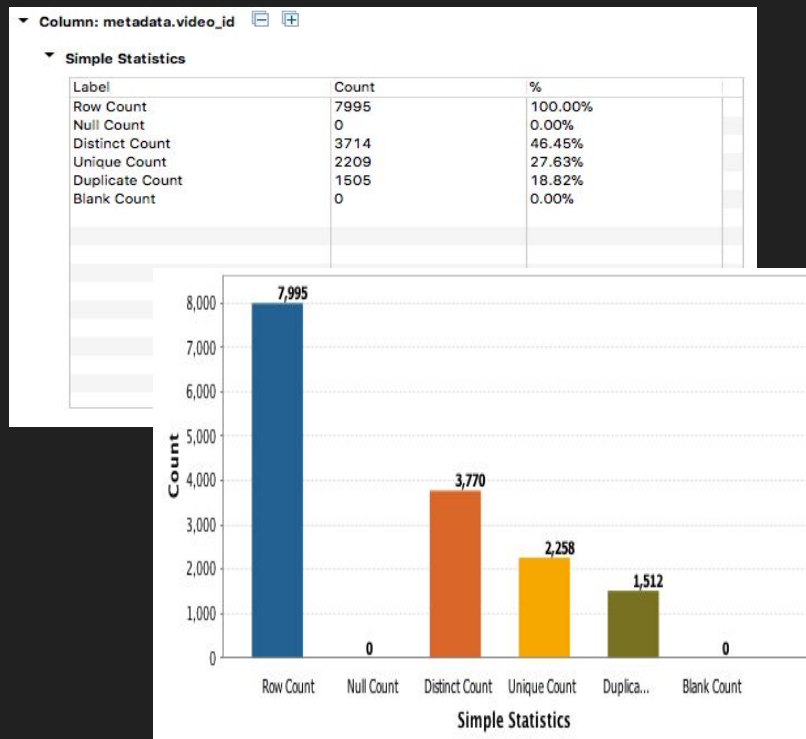 Column: metadata.video_id
Simple Statistics
Label Count %
Row Count 7995 100.00%
Null Count 0 0.00%
Distinct Count 3714 46.45%
Unique Count 2209 27.63%
Duplicate Count 1505 18.82%
Blank Count 0 0.00%
Count
8,000
7,000
6,000
5,000
4,000
3,000
2,000
1,000
0
7,995
0
3,770
2,258
1,512
0
Row Count Null Count Distinct Count Unique Count Duplica... Blank Count
Simple Statistics